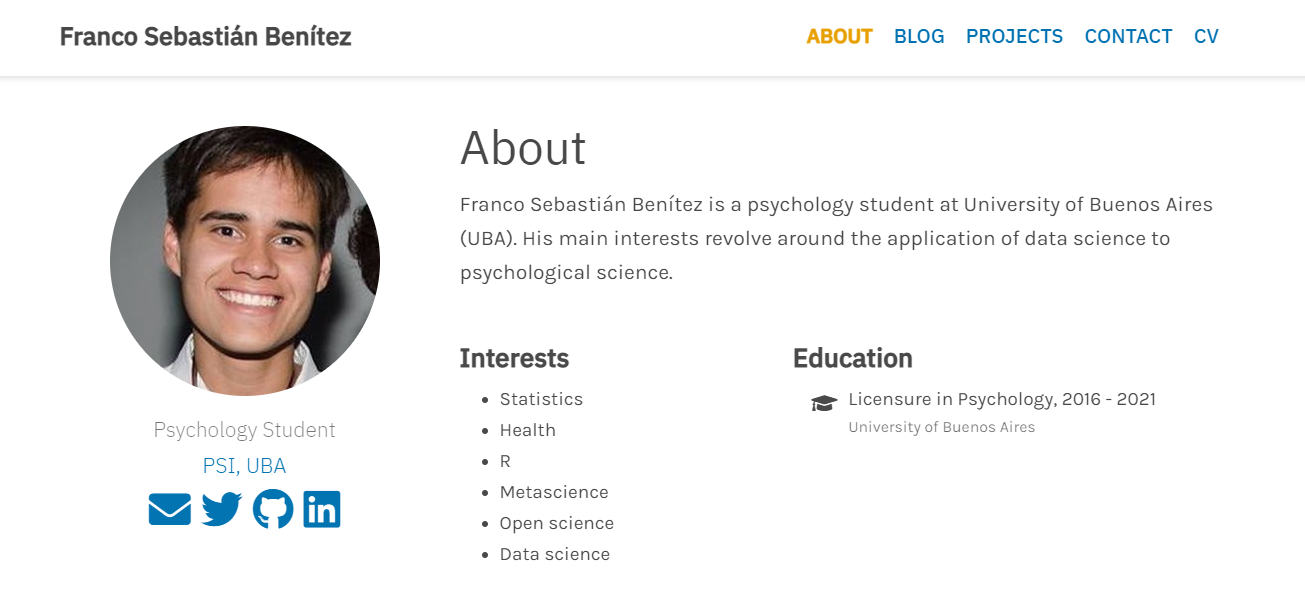 Franco Sebastián Benítez
ABOUT BLOG PROJECTS CONTACT CV
Psychology Student
PSI, UBA
About
Franco Sebastián Benítez is a psychology student at University of Buenos Aires
(UBA). His main interests revolve around the application of data science to
psychological science.
Interests
Statistics
Health
R
Metascience
Open science
Data science
Education
Licensure in Psychology, 2016 - 2021
University of Buenos Aires